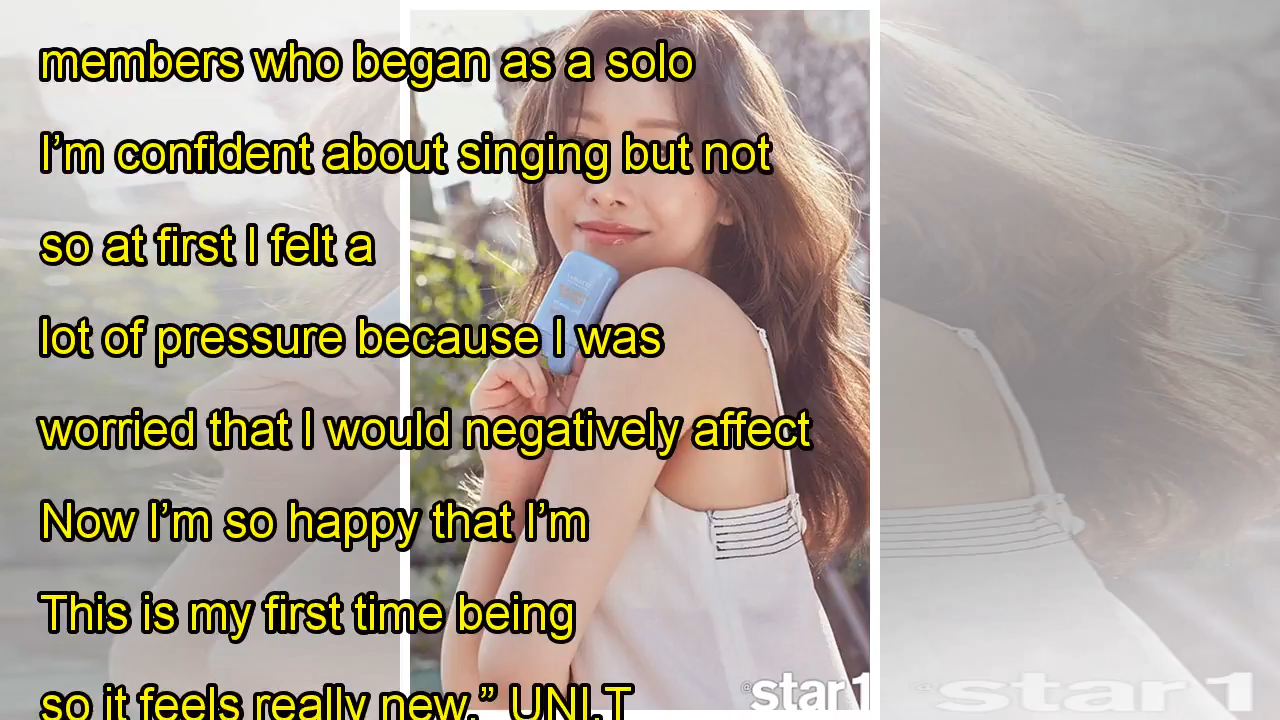 members who began as a solo
I’m confident about singing but not
so at first I felt a
lot of pressure because I was
worried that I would negatively affect
Now I’m so happy that I’m
This is my first time being
so it feels really new.” UNI.T
@star1
@star1